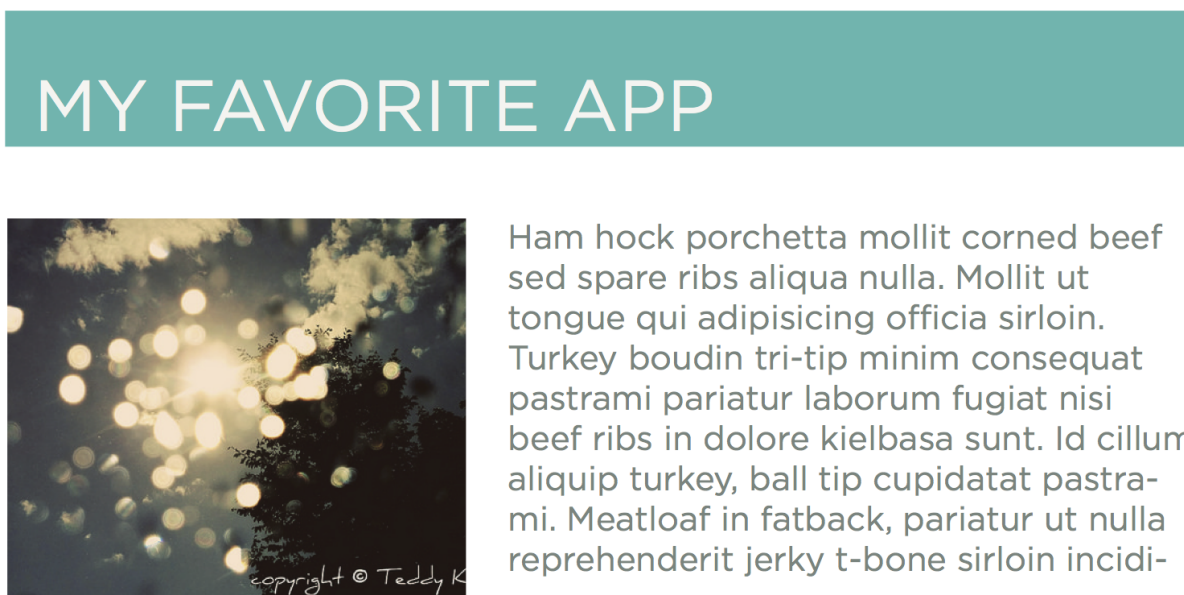 MY FAVORITE APP
Ham hock porchetta mollit corned beef
sed spare ribs aliqua nulla. Mollit ut
tongue qui adipisicing officia sirloin.
Turkey boudin tri-tip minim consequat
pastrami pariatur laborum fugiat nisi
beef ribs in dolore kielbasa sunt. Id cillum
aliquip turkey, ball tip cupidatat pastra-
mi. Meatloaf in fatback, pariatur ut nulla
reprehenderit jerky t-bone sirloin incidi-
copyright © Teddy K